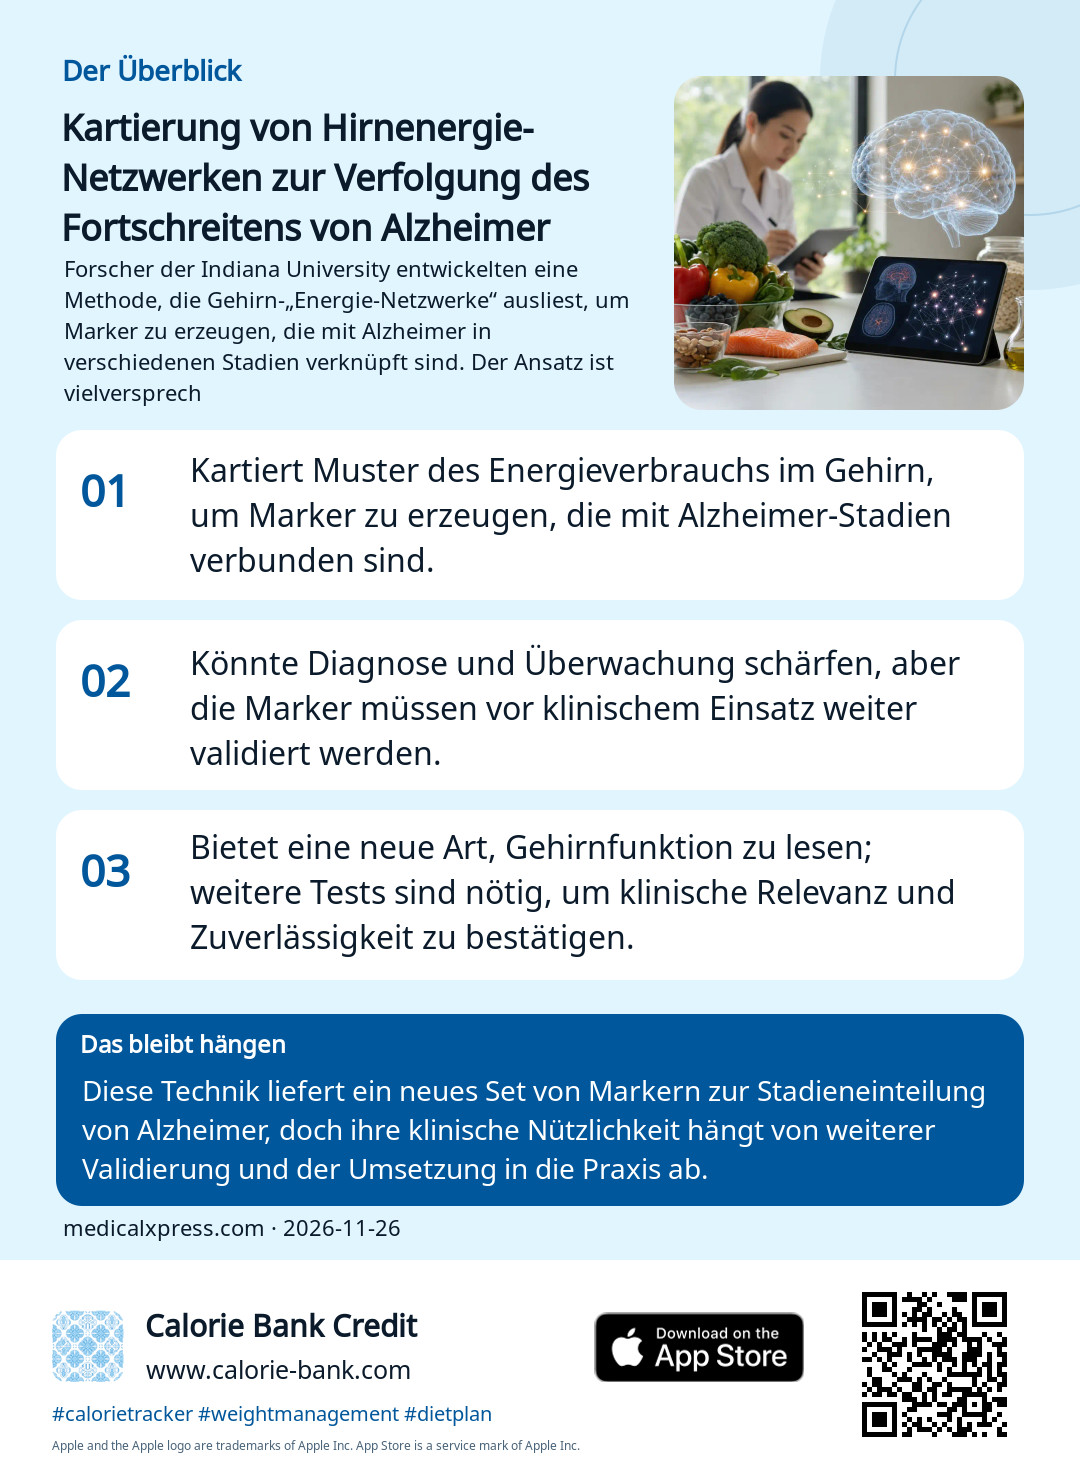 Der Überblick
Kartierung von Hirnenergie-
Netzwerken zur Verfolgung des
Fortschreitens von Alzheimer
Forscher der Indiana University entwickelten eine
Methode, die Gehirn-„Energie-Netzwerke“ ausliest, um
Marker zu erzeugen, die mit Alzheimer in
verschiedenen Stadien verknüpft sind. Der Ansatz ist
vielversprech
01
Kartiert Muster des Energieverbrauchs im Gehirn,
um Marker zu erzeugen, die mit Alzheimer-Stadien
verbunden sind.
02
Könnte Diagnose und Überwachung schärfen, aber
die Marker müssen vor klinischem Einsatz weiter
validiert werden.
03
Bietet eine neue Art, Gehirnfunktion zu lesen;
weitere Tests sind nötig, um klinische Relevanz und
Zuverlässigkeit zu bestätigen.
Das bleibt hängen
Diese Technik liefert ein neues Set von Markern zur Stadieneinteilung
von Alzheimer, doch ihre klinische Nützlichkeit hängt von weiterer
Validierung und der Umsetzung in die Praxis ab.
medicalxpress.com · 2026-11-26
Calorie Bank Credit
www.calorie-bank.com
Download on the
App Store
#calorietracker #weightmanagement #dietplan
Apple and the Apple logo are trademarks of Apple Inc. App Store is a service mark of Apple Inc.